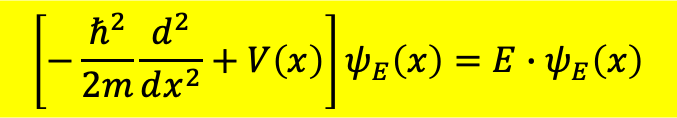 [-ℏ²/2m d²/dx² + V(x)] ψ_E(x) = E · ψ_E(x)